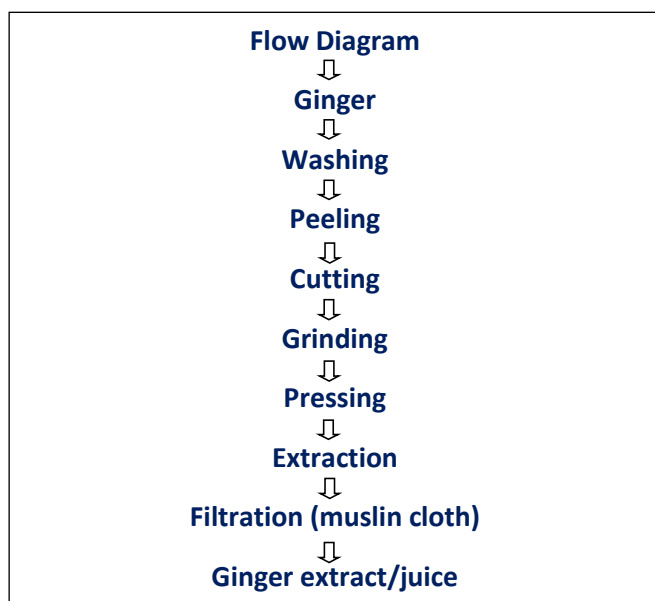 Flow Diagram
Ginger
Washing
Peeling
Cutting
Grinding
Pressing
Extraction
Filtration (muslin cloth)
Ginger extract/juice